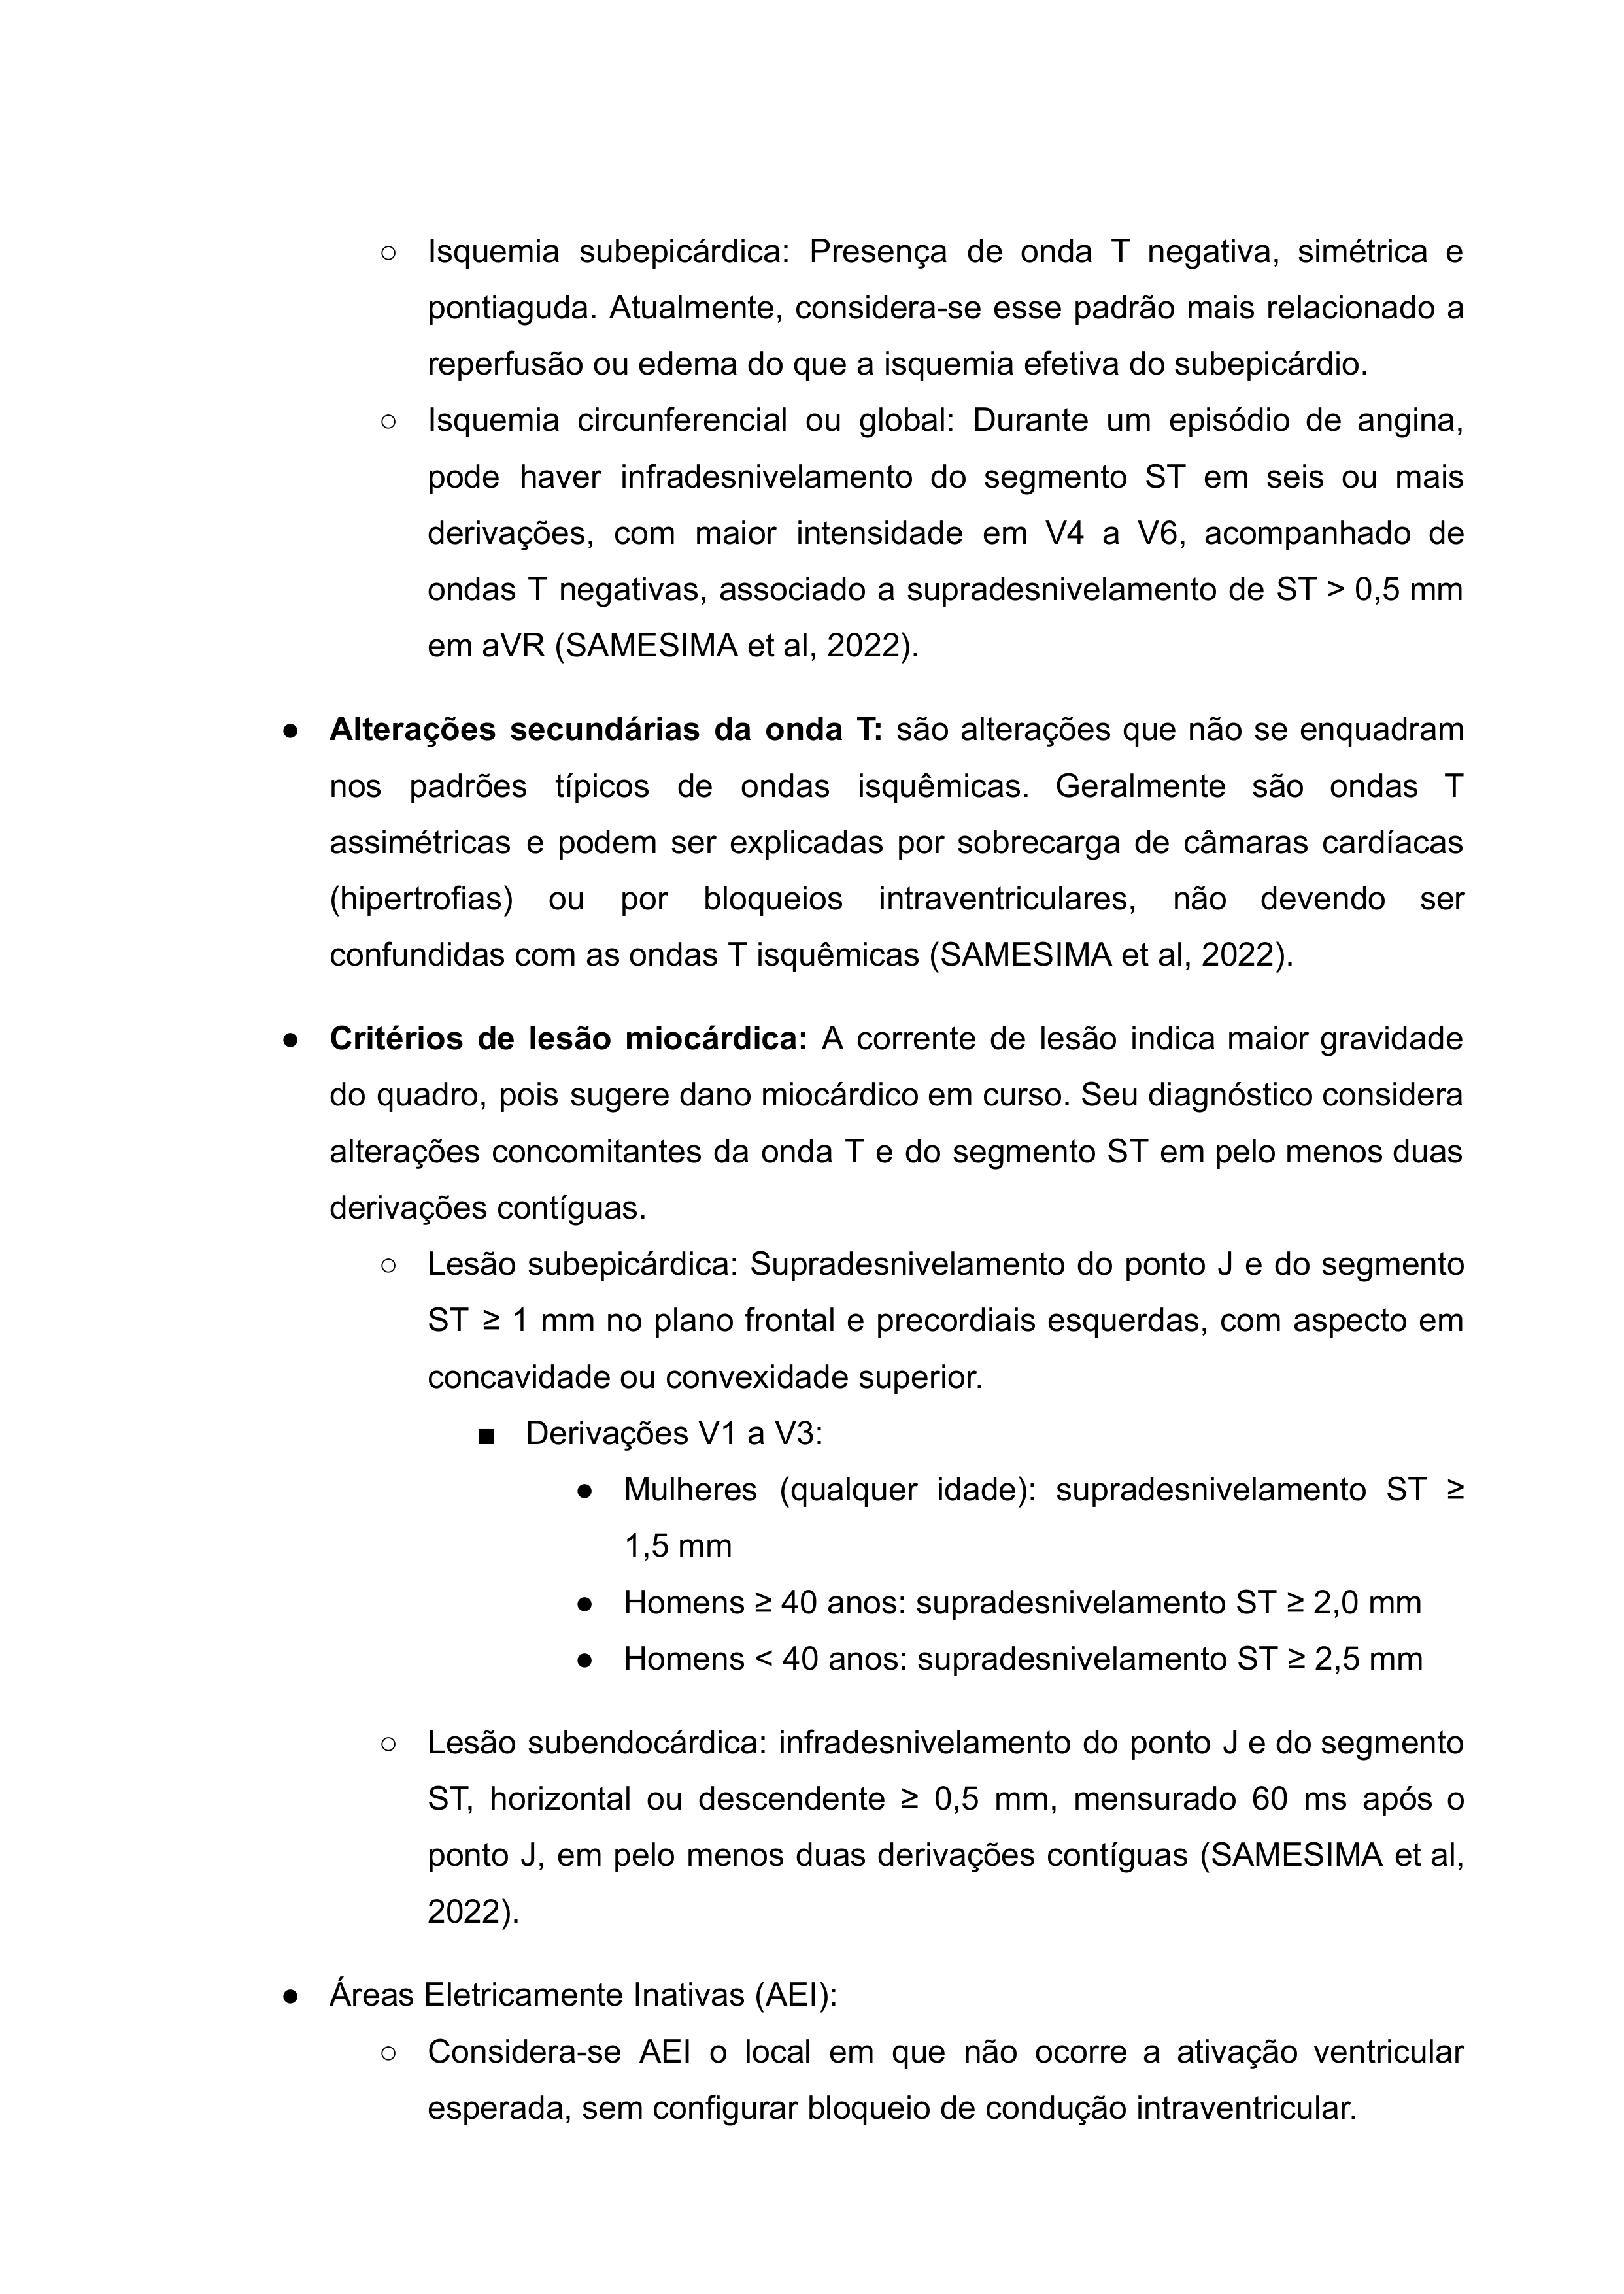 ○ Isquemia subepicárdica: Presença de onda T negativa, simétrica e
pontiaguda. Atualmente, considera-se esse padrão mais relacionado a
reperfusão ou edema do que a isquemia efetiva do subepicárdio.
○ Isquemia circunferencial ou global: Durante um episódio de angina,
pode haver infradesnivelamento do segmento ST em seis ou mais
derivações, com maior intensidade em V4 a V6, acompanhado de
ondas T negativas, associado a supradesnivelamento de ST > 0,5 mm
em aVR (SAMESIMA et al, 2022).
● Alterações secundárias da onda T: são alterações que não se enquadram
nos padrões típicos de ondas isquêmicas. Geralmente são ondas T
assimétricas e podem ser explicadas por sobrecarga de câmaras cardíacas
(hipertrofias) ou por bloqueios intraventriculares, não devendo ser
confundidas com as ondas T isquêmicas (SAMESIMA et al, 2022).
● Critérios de lesão miocárdica: A corrente de lesão indica maior gravidade
do quadro, pois sugere dano miocárdico em curso. Seu diagnóstico considera
alterações concomitantes da onda T e do segmento ST em pelo menos duas
derivações contíguas.
○ Lesão subepicárdica: Supradesnivelamento do ponto J e do segmento
ST ≥ 1 mm no plano frontal e precordiais esquerdas, com aspecto em
concavidade ou convexidade superior.
■ Derivações V1 a V3:
● Mulheres (qualquer idade): supradesnivelamento ST ≥
1,5 mm
● Homens ≥ 40 anos: supradesnivelamento ST ≥ 2,0 mm
● Homens < 40 anos: supradesnivelamento ST ≥ 2,5 mm
○ Lesão subendocárdica: infradesnivelamento do ponto J e do segmento
ST, horizontal ou descendente ≥ 0,5 mm, mensurado 60 ms após o
ponto J, em pelo menos duas derivações contíguas (SAMESIMA et al,
2022).
● Áreas Eletricamente Inativas (AEI):
○ Considera-se AEI o local em que não ocorre a ativação ventricular
esperada, sem configurar bloqueio de condução intraventricular.